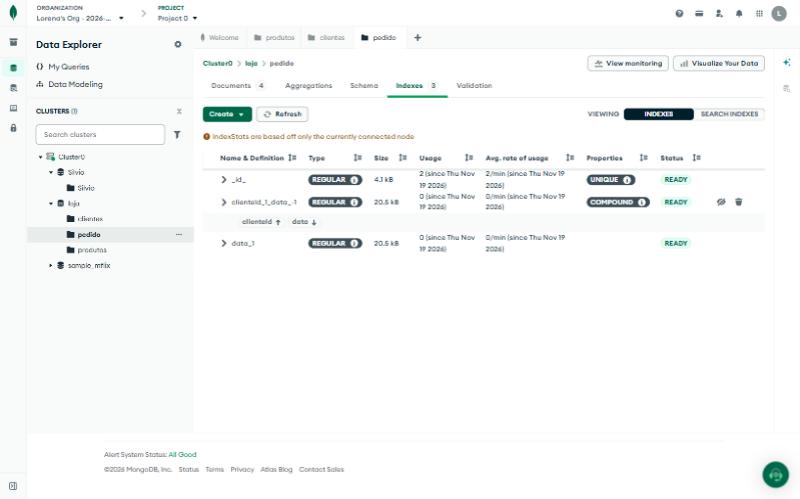 ORGANIZATION
Lorena's Org - 2026-...
PROJECT
Project 0
L
Data Explorer
My Queries
Data Modeling
CLUSTERS (1)
Search clusters
Cluster0
Silvio
Silvio
loja
clientes
pedido
produtos
sample_mflix
Welcome
produtos
clientes
pedido
Cluster0 > loja > pedido
View monitoring
Visualize Your Data
Documents 4
Aggregations
Schema
Indexes 3
Validation
Create
Refresh
VIEWING
INDEXES
SEARCH INDEXES
IndexStats are based off only the currently connected node
Name & Definition
Type
Size
Usage
Avg. rate of usage
Properties
Status
_id_
REGULAR
4.1 kB
2 (since Thu Nov
19 2026)
2/min (since Thu Nov 19
2026)
UNIQUE
READY
clienteId_1_data_-1
REGULAR
20.5 kB
0 (since Thu Nov
19 2026)
0/min (since Thu Nov 19
2026)
COMPOUND
READY
clienteId ↑
data ↓
data_1
REGULAR
20.5 kB
0 (since Thu Nov
19 2026)
0/min (since Thu Nov 19
2026)
READY
Alert System Status: All Good
©2026 MongoDB, Inc. Status Terms Privacy Atlas Blog Contact Sales